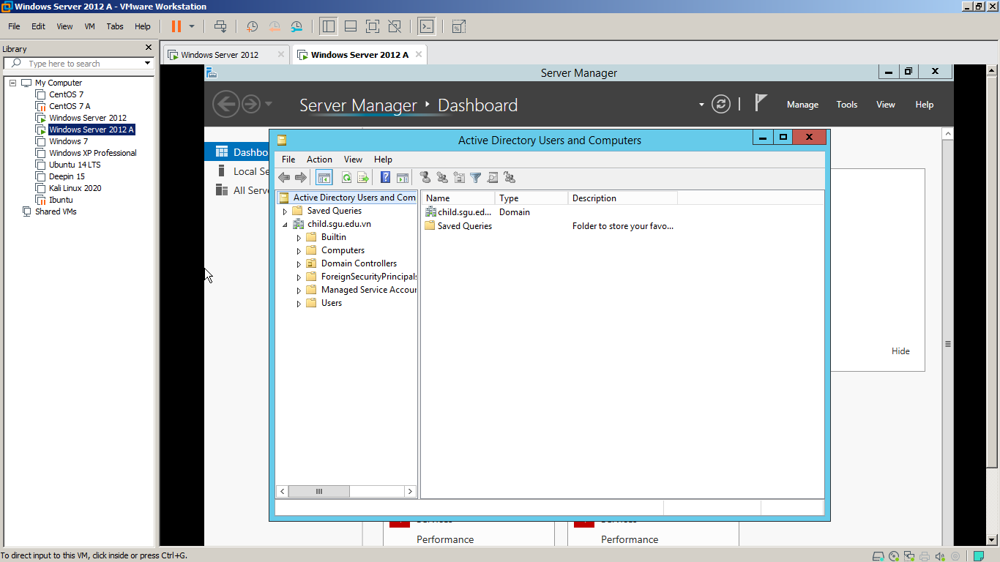 Windows Server 2012 A - VMware Workstation
File Edit View VM Tabs Help
Library
Type here to search
My Computer
CentOS 7
CentOS 7 A
Windows Server 2012
Windows Server 2012 A
Windows 7
Windows XP Professional
Ubuntu 14 LTS
Deepin 15
Kali Linux 2020
Ibuntu
Shared VMs
Windows Server 2012
Windows Server 2012 A
Server Manager
Server Manager Dashboard
Manage Tools View Help
Dashbo
Local Se
All Serve
Active Directory Users and Computers
File Action View Help
Active Directory Users and Com
Saved Queries
child.sgu.edu.vn
Builtin
Computers
Domain Controllers
ForeignSecurityPrincipals
Managed Service Accour
Users
Name Type Description
child.sgu.ed... Domain
Saved Queries Folder to store your favo...
Hide
Services Services
Performance Performance
To direct input to this VM, click inside or press Ctrl+G.